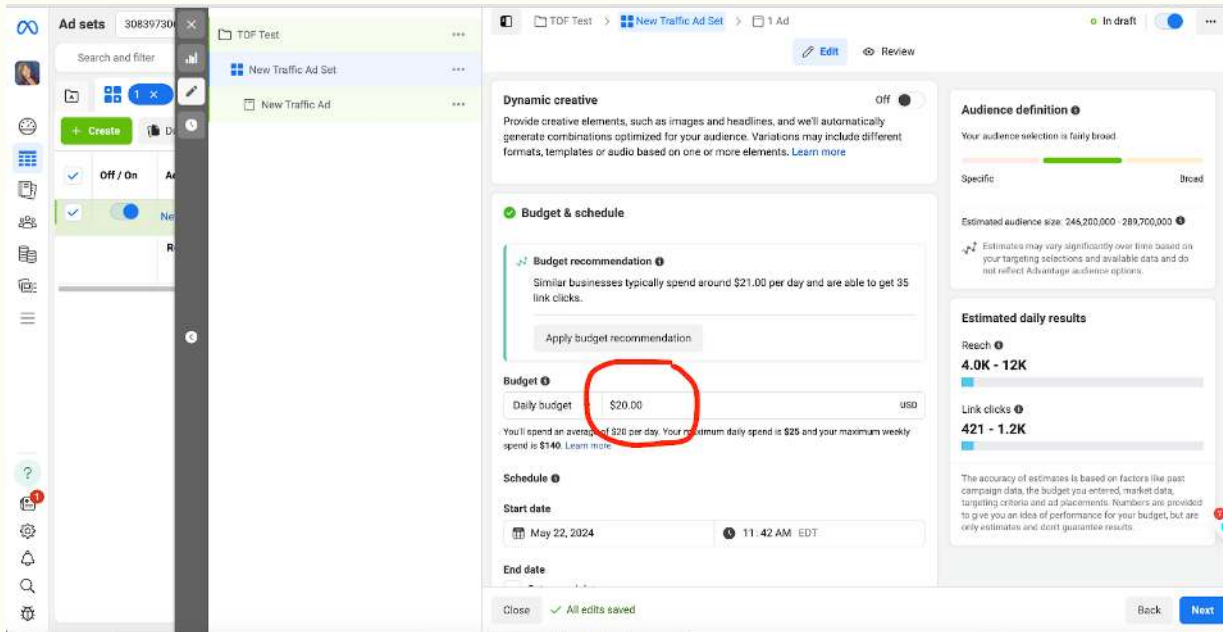 Ad sets
30839730
Search and filter
1 ×
+ Create
Off / On
TOF Test
New Traffic Ad Set
New Traffic Ad
TOF Test > New Traffic Ad Set > 1 Ad
In draft
Edit
Review
Dynamic creative
Off
Provide creative elements, such as images and headlines, and we'll automatically
generate combinations optimized for your audience. Variations may include different
formats, templates or audio based on one or more elements. Learn more
Budget & schedule
Budget recommendation
Similar businesses typically spend around $21.00 per day and are able to get 35
link clicks.
Apply budget recommendation
Budget
Daily budget
$20.00
USD
You'll spend an average of $20 per day. Your maximum daily spend is $25 and your maximum weekly
spend is $140. Learn more
Schedule
Start date
May 22, 2024
11:42 AM EDT
End date
Close
All edits saved
Back
Next
Audience definition
Your audience selection is fairly broad.
Specific
Broad
Estimated audience size: 246,200,000 - 289,700,000
Estimates may vary significantly over time based on
your targeting selections and available data and do
not reflect Advantage audience options.
Estimated daily results
Reach
4.0K - 12K
Link clicks
421 - 1.2K
The accuracy of estimates is based on factors like past
campaign data, the budget you entered, market data,
targeting criteria and ad placements. Numbers are provided
to give you an idea of performance for your budget, but are
only estimates and don't guarantee results.